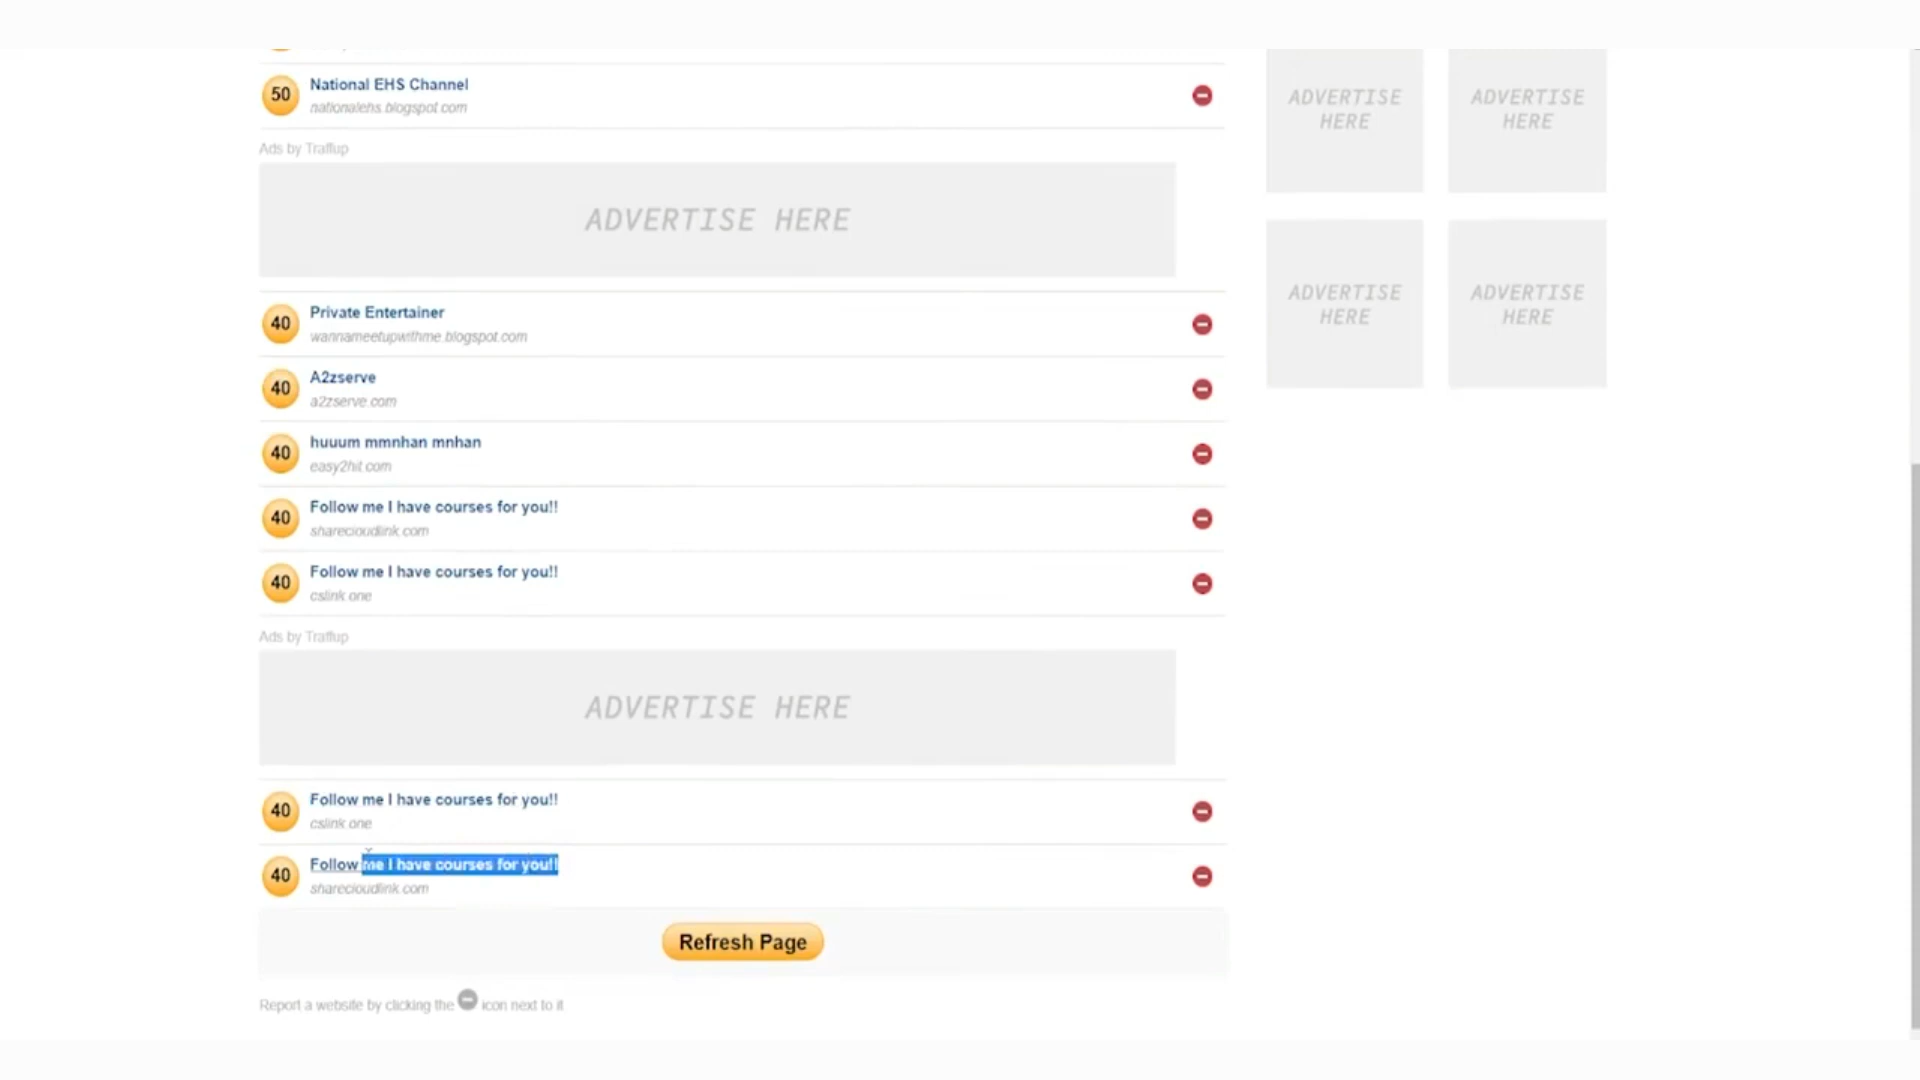 50
National EHS Channel
nationalehs.blogspot.com
Ads by Traffup
ADVERTISE HERE
40
Private Entertainer
wannameetupwithme.blogspot.com
40
A2zserve
a2zserve.com
40
huuum mmnhan mnhan
easy2hit.com
40
Follow me I have courses for you!!
sharecloudlink.com
40
Follow me I have courses for you!!
cslink.one
Ads by Traffup
ADVERTISE HERE
40
Follow me I have courses for you!!
cslink.one
40
Follow me I have courses for you!!
sharecloudlink.com
Refresh Page
Report a website by clicking the icon next to it
ADVERTISE
HERE
ADVERTISE
HERE
ADVERTISE
HERE
ADVERTISE
HERE